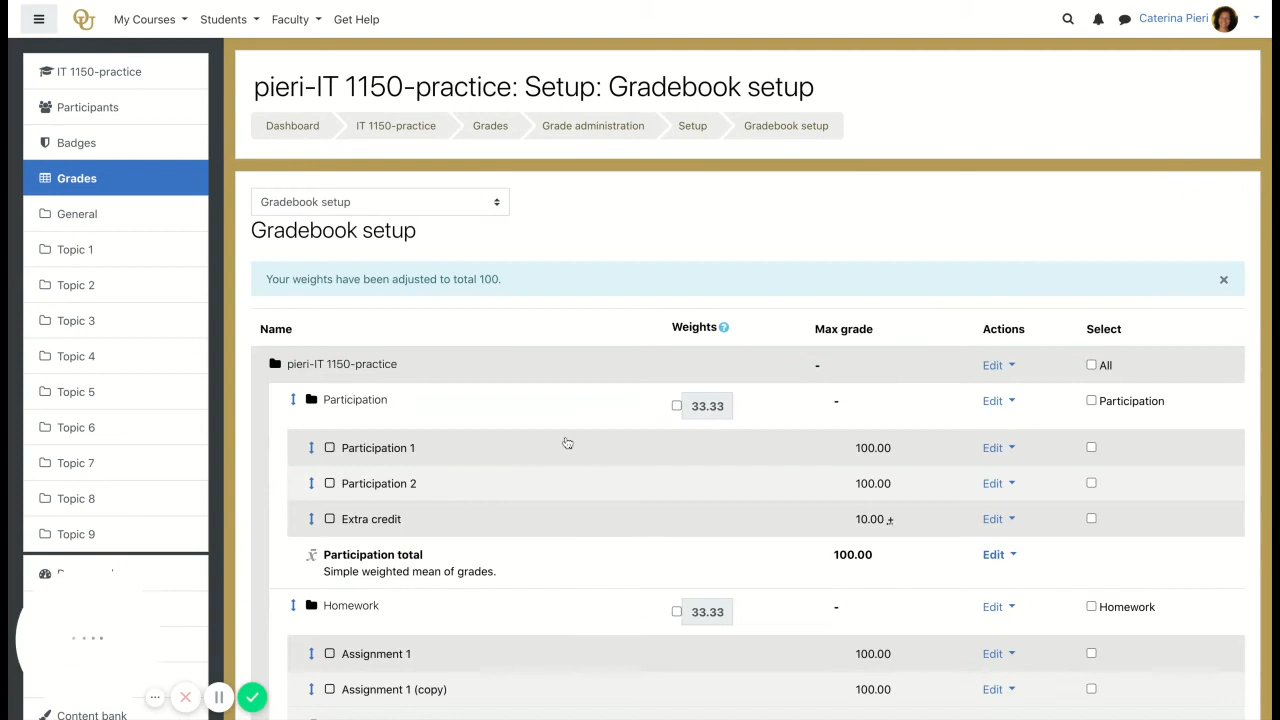 My Courses Students Faculty Get Help Caterina Pieri
IT 1150-practice
Participants
Badges
Grades
General
Topic 1
Topic 2
Topic 3
Topic 4
Topic 5
Topic 6
Topic 7
Topic 8
Topic 9
Content bank
pieri-IT 1150-practice: Setup: Gradebook setup
Dashboard IT 1150-practice Grades Grade administration Setup Gradebook setup
Gradebook setup
Gradebook setup
Your weights have been adjusted to total 100. ×
Name Weights Max grade Actions Select
pieri-IT 1150-practice - Edit All
Participation 33.33 - Edit Participation
Participation 1 100.00 Edit
Participation 2 100.00 Edit
Extra credit 10.00 + Edit
Participation total 100.00 Edit
Simple weighted mean of grades.
Homework 33.33 - Edit Homework
Assignment 1 100.00 Edit
Assignment 1 (copy) 100.00 Edit